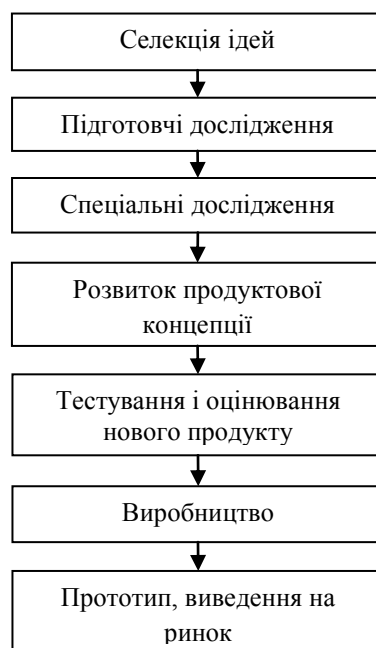 Селекція ідей
Підготовчі дослідження
Спеціальні дослідження
Розвиток продуктової
концепції
Тестування і оцінювання
нового продукту
Виробництво
Прототип, виведення на
ринок